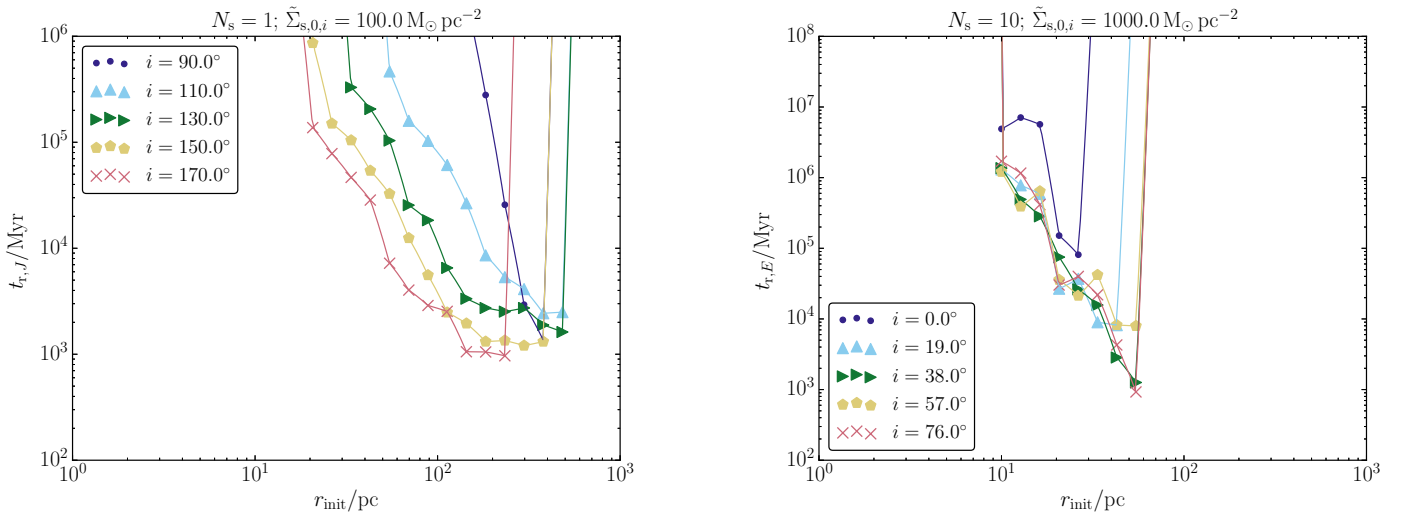 N_s = 1; Σ̃_{s,0,i} = 100.0 M_⊙ pc^{−2}
10^6
10^5
10^4
10^3
10^2
t_{r,J}/Myr
i = 90.0°
i = 110.0°
i = 130.0°
i = 150.0°
i = 170.0°
10^0 10^1 10^2 10^3
r_init/pc
N_s = 10; Σ̃_{s,0,i} = 1000.0 M_⊙ pc^{−2}
10^8
10^7
10^6
10^5
10^4
10^3
10^2
t_{r,E}/Myr
i = 0.0°
i = 19.0°
i = 38.0°
i = 57.0°
i = 76.0°
10^0 10^1 10^2 10^3
r_init/pc